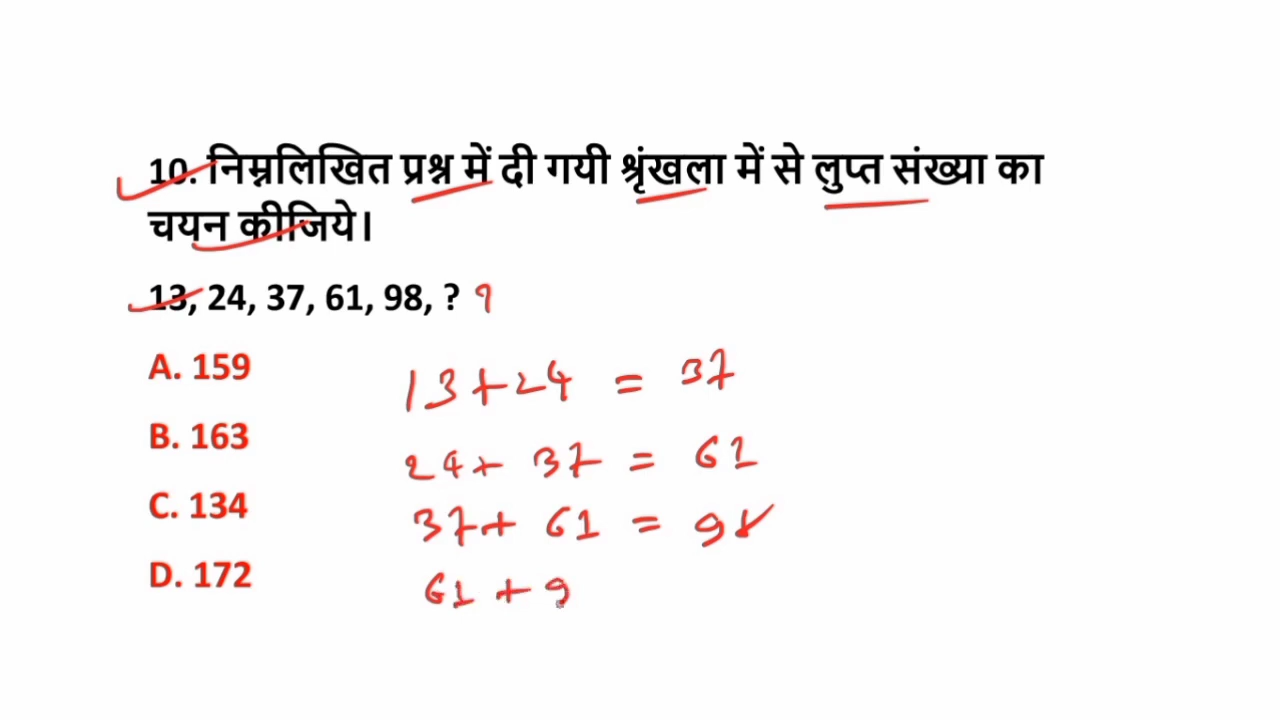 10. निम्नलिखित प्रश्न में दी गयी श्रृंखला में से लुप्त संख्या का
चयन कीजिये।
13, 24, 37, 61, 98, ? ?
A. 159
13+24 = 37
B. 163
24+ 37 = 61
C. 134
37+ 61 = 98
D. 172
61 + 9